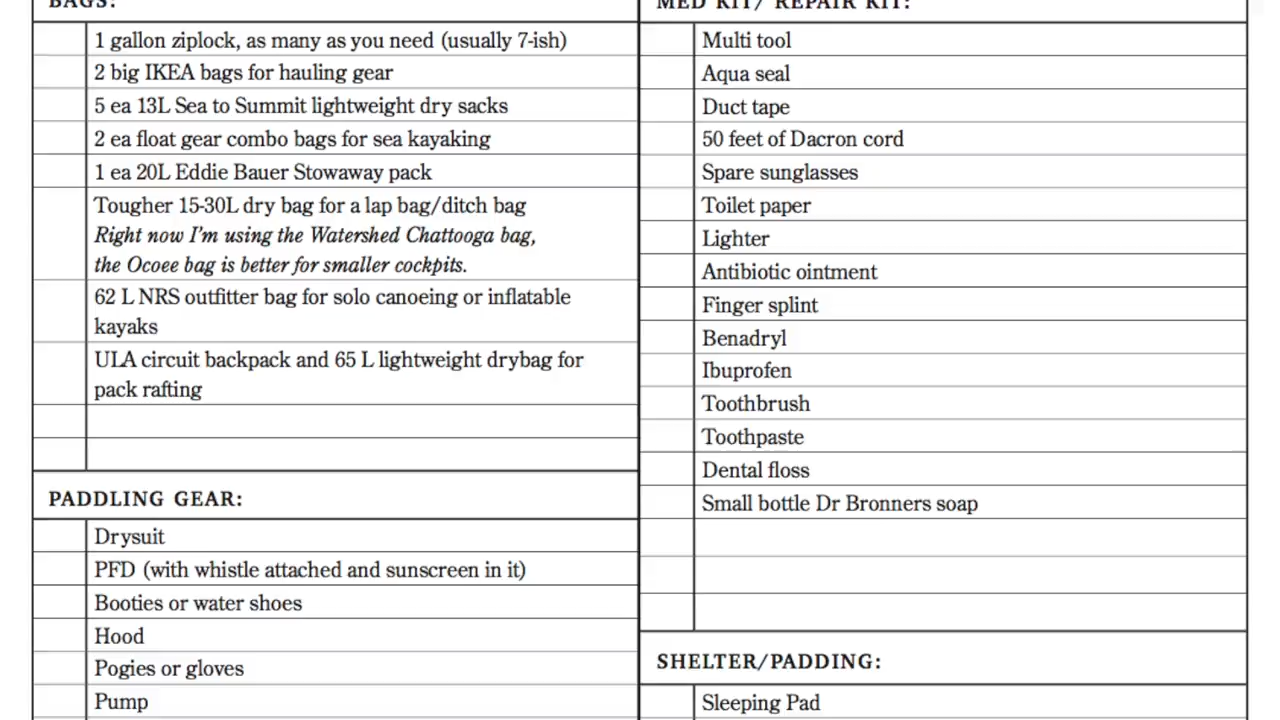 BAGS:
1 gallon ziplock, as many as you need (usually 7-ish)
2 big IKEA bags for hauling gear
5 ea 13L Sea to Summit lightweight dry sacks
2 ea float gear combo bags for sea kayaking
1 ea 20L Eddie Bauer Stowaway pack
Tougher 15-30L dry bag for a lap bag/ditch bag
Right now I'm using the Watershed Chattooga bag,
the Ocoee bag is better for smaller cockpits.
62 L NRS outfitter bag for solo canoeing or inflatable
kayaks
ULA circuit backpack and 65 L lightweight drybag for
pack rafting
PADDLING GEAR:
Drysuit
PFD (with whistle attached and sunscreen in it)
Booties or water shoes
Hood
Pogies or gloves
Pump
MED KIT/ REPAIR KIT:
Multi tool
Aqua seal
Duct tape
50 feet of Dacron cord
Spare sunglasses
Toilet paper
Lighter
Antibiotic ointment
Finger splint
Benadryl
Ibuprofen
Toothbrush
Toothpaste
Dental floss
Small bottle Dr Bronners soap
SHELTER/PADDING:
Sleeping Pad